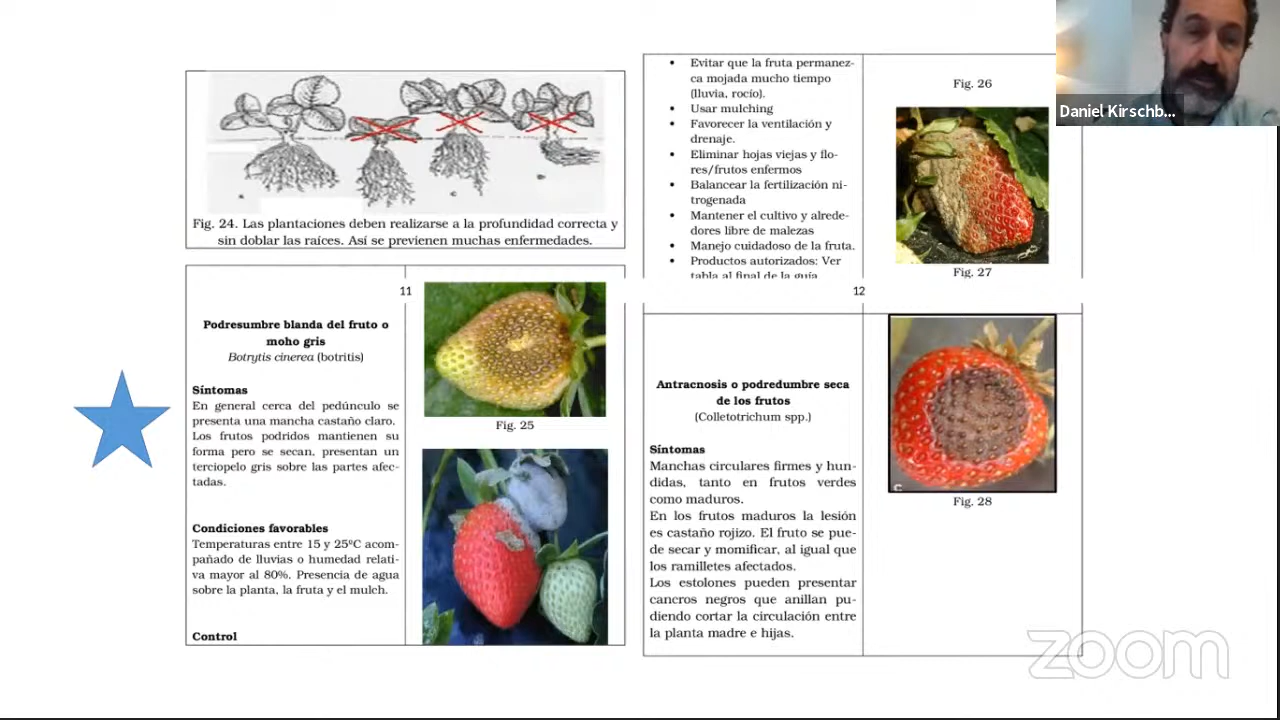 Fig. 24. Las plantaciones deben realizarse a la profundidad correcta y
sin doblar las raíces. Así se previenen muchas enfermedades.
11
Podresumbre blanda del fruto o
moho gris
Botrytis cinerea (botritis)
Síntomas
En general cerca del pedúnculo se
presenta una mancha castaño claro.
Los frutos podridos mantienen su
forma pero se secan, presentan un
terciopelo gris sobre las partes afec-
tadas.
Condiciones favorables
Temperaturas entre 15 y 25ºC acom-
pañado de lluvias o humedad relati-
va mayor al 80%. Presencia de agua
sobre la planta, la fruta y el mulch.
Control
Fig. 25
• Evitar que la fruta permanez-
ca mojada mucho tiempo
(lluvia, rocío).
• Usar mulching
• Favorecer la ventilación y
drenaje.
• Eliminar hojas viejas y flo-
res/frutos enfermos
• Balancear la fertilización ni-
trogenada
• Mantener el cultivo y alrede-
dores libre de malezas
• Manejo cuidadoso de la fruta.
• Productos autorizados: Ver
tabla al final de la guía
Fig. 26
Fig. 27
12
Antracnosis o podredumbre seca
de los frutos
(Colletotrichum spp.)
Síntomas
Manchas circulares firmes y hun-
didas, tanto en frutos verdes
como maduros.
En los frutos maduros la lesión
es castaño rojizo. El fruto se pue-
de secar y momificar, al igual que
los ramilletes afectados.
Los estolones pueden presentar
cancros negros que anillan pu-
diendo cortar la circulación entre
la planta madre e hijas.
C
Fig. 28
Daniel Kirschb...
zoom